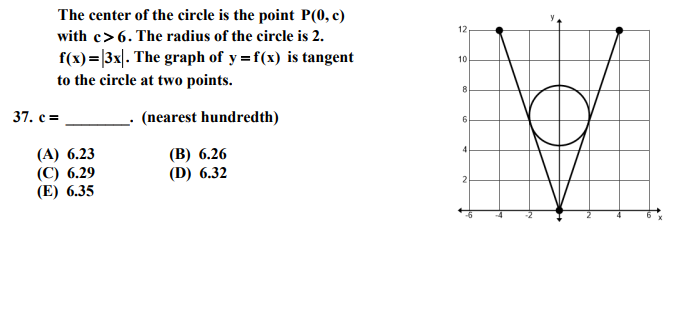 The center of the circle is the point P(0, c)
with c > 6. The radius of the circle is 2.
f(x) = |3x|. The graph of y = f(x) is tangent
to the circle at two points.
37. c = ________. (nearest hundredth)
(A) 6.23 (B) 6.26
(C) 6.29 (D) 6.32
(E) 6.35
y
12
10
8
6
4
2
-6 -4 -2 2 4 6 x